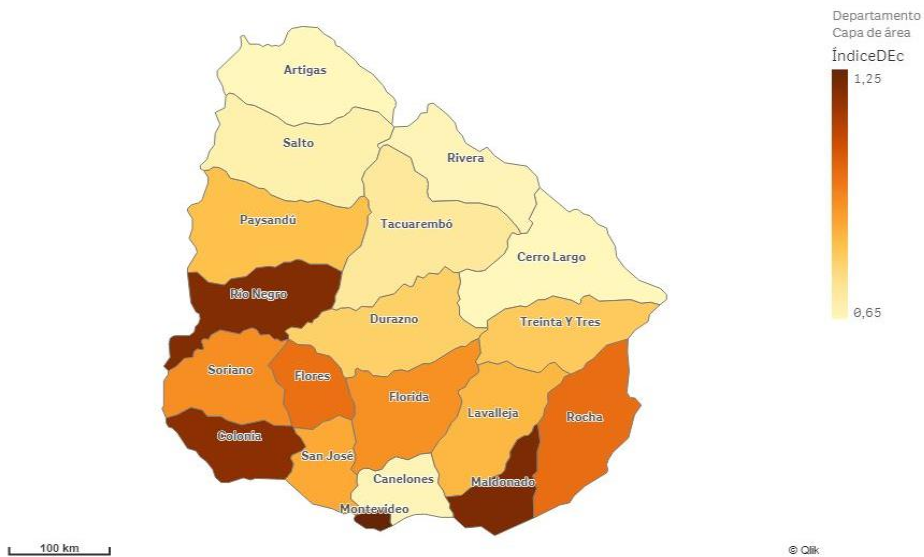 Departamento
Capa de área
ÍndiceDEc
1,25
0,65
Artigas
Salto
Rivera
Paysandú
Tacuarembó
Cerro Largo
Río Negro
Durazno
Treinta Y Tres
Soriano
Flores
Florida
Lavalleja
Rocha
Colonia
San José
Canelones
Maldonado
Montevideo
100 km
© Qlik